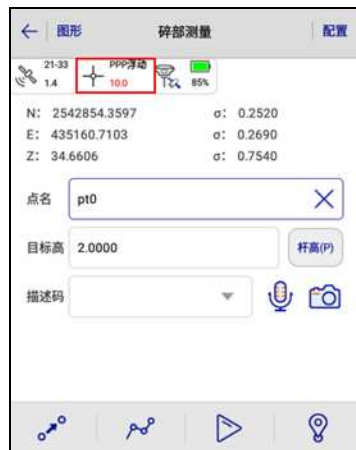 图形 碎部测量 配置
21-33 PPP浮动
1.4 10.0 85%
N: 2542854.3597 σ: 0.2520
E: 435160.7103 σ: 0.2690
Z: 34.6606 σ: 0.7540
点名 pt0
目标高 2.0000 杆高(P)
描述码